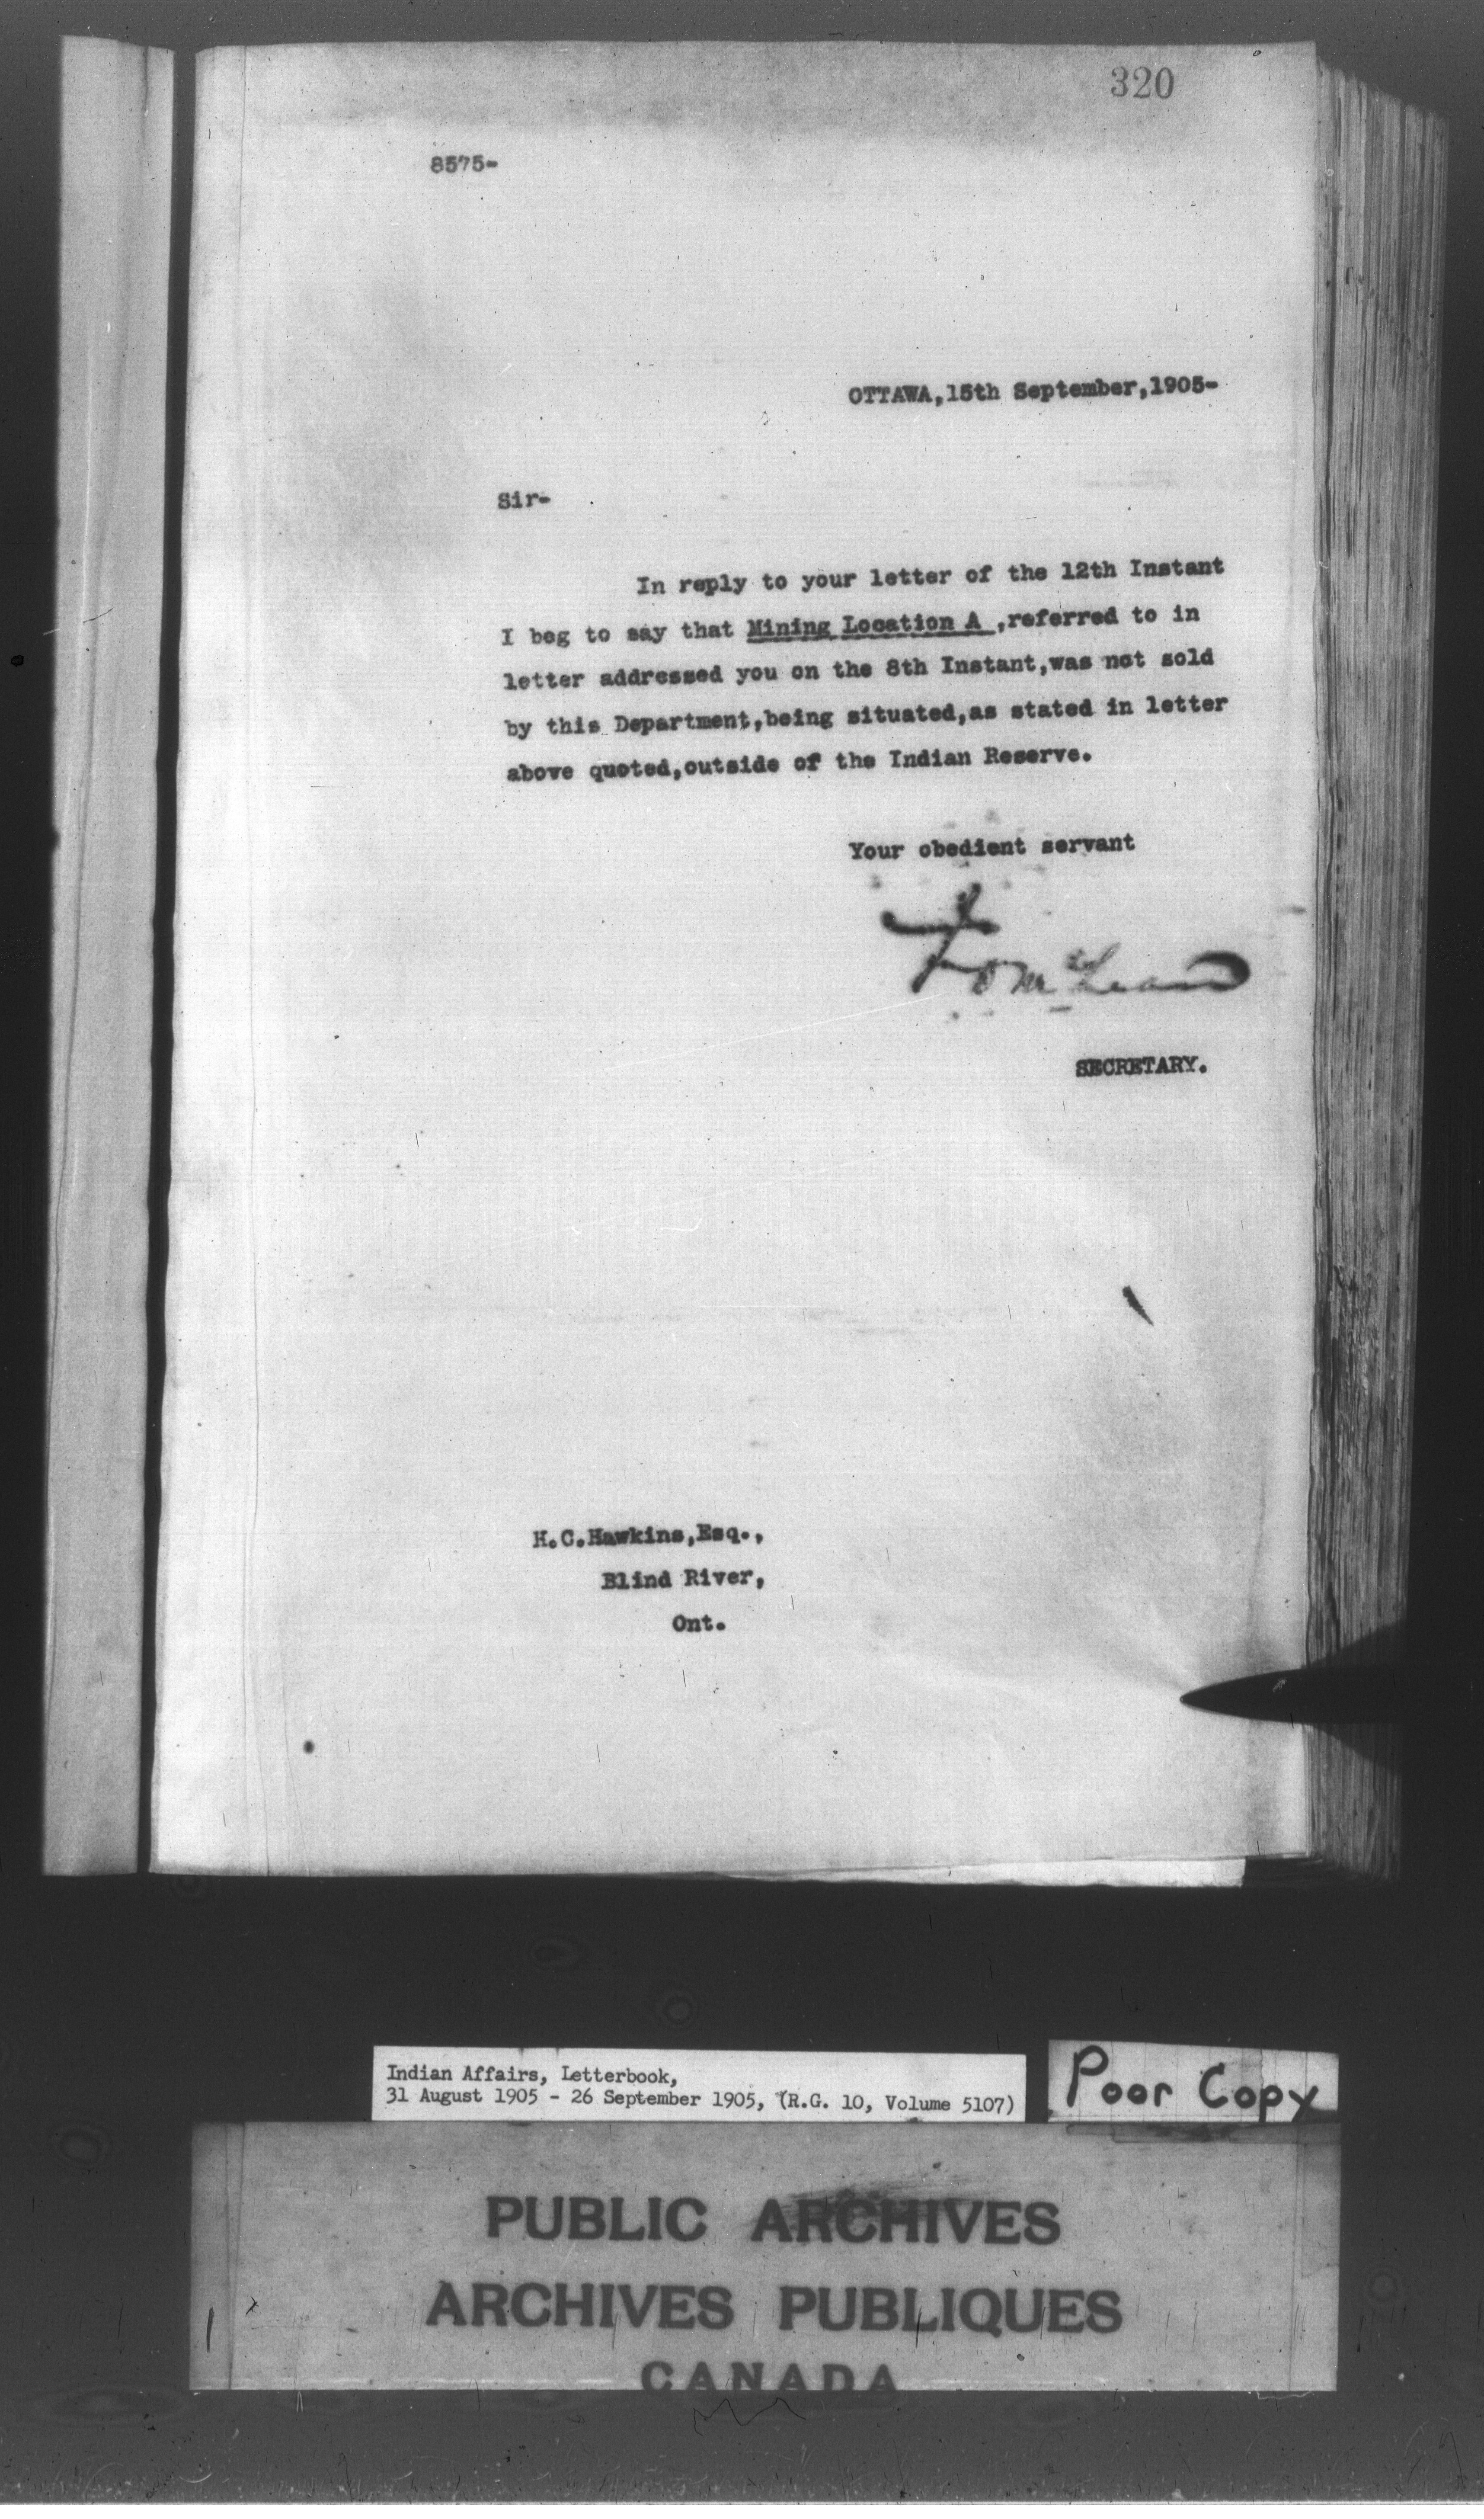 320
8575-
OTTAWA,15th September,1905-
Sir-
In reply to your letter of the 12th Instant
I beg to say that Mining Location A ,referred to in
letter addressed you on the 8th Instant,was not sold
by this Department,being situated,as stated in letter
above quoted,outside of the Indian Reserve.
Your obedient servant
McLean
SECRETARY.
H.C.Hawkins,Esq.,
Blind River,
Ont.
Indian Affairs, Letterbook,
31 August 1905 - 26 September 1905, (R.G. 10, Volume 5107)
Poor Copy
PUBLIC ARCHIVES
ARCHIVES PUBLIQUES
CANADA